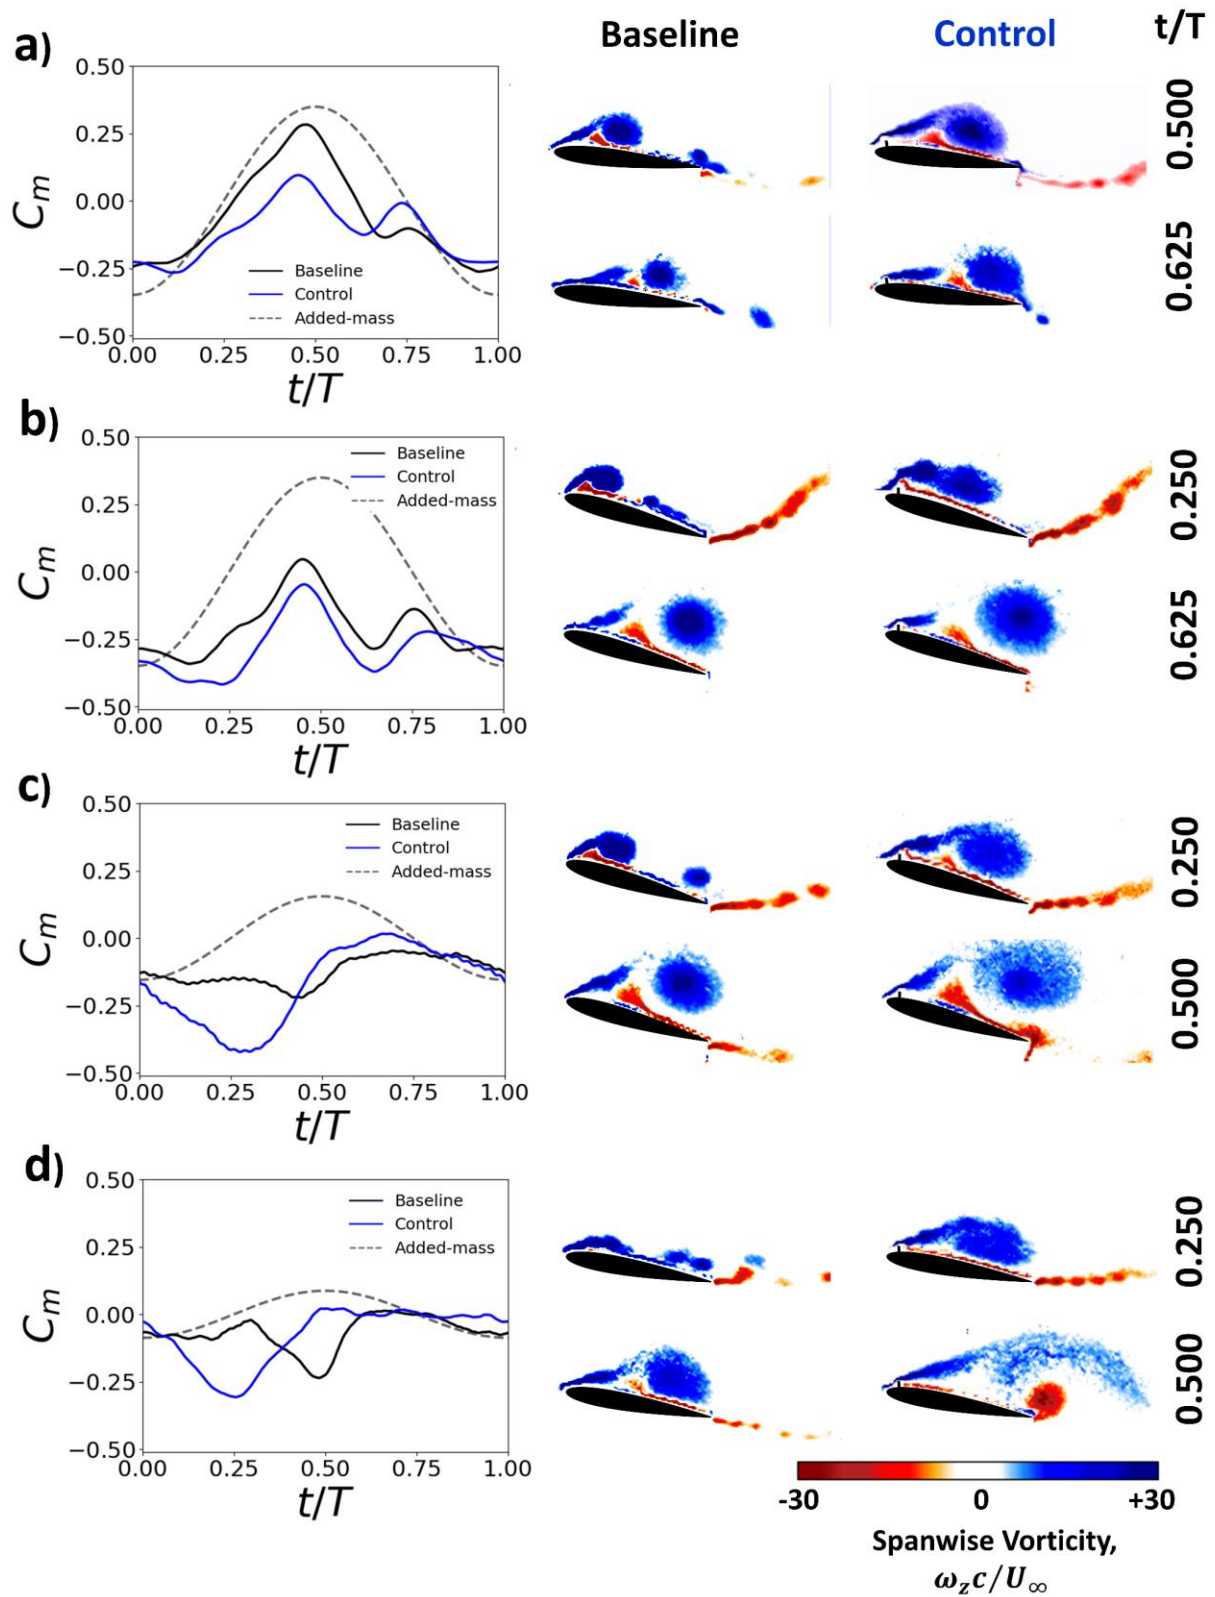 Baseline Control t/T
a)
0.50
0.25
0.00
−0.25
−0.50
C_m
Baseline
Control
Added-mass
0.00 0.25 0.50 0.75 1.00
t/T
0.500
0.625
b)
0.50
0.25
0.00
−0.25
−0.50
C_m
Baseline
Control
Added-mass
0.00 0.25 0.50 0.75 1.00
t/T
0.250
0.625
c)
0.50
0.25
0.00
−0.25
−0.50
C_m
Baseline
Control
Added-mass
0.00 0.25 0.50 0.75 1.00
t/T
0.250
0.500
d)
0.50
0.25
0.00
−0.25
−0.50
C_m
Baseline
Control
Added-mass
0.00 0.25 0.50 0.75 1.00
t/T
0.250
0.500
-30 0 +30
Spanwise Vorticity,
ω_z c/U_∞